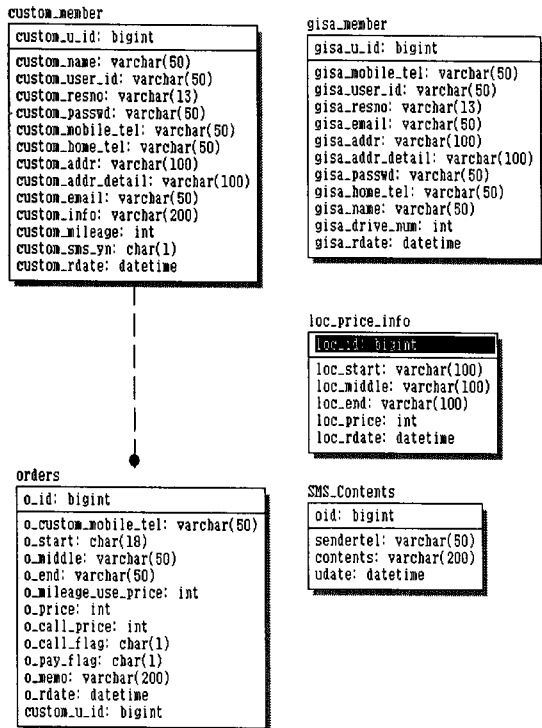 custom_member
custom_u_id: bigint
custom_name: varchar(50)
custom_user_id: varchar(50)
custom_resno: varchar(13)
custom_passwd: varchar(50)
custom_mobile_tel: varchar(50)
custom_home_tel: varchar(50)
custom_addr: varchar(100)
custom_addr_detail: varchar(100)
custom_email: varchar(50)
custom_info: varchar(200)
custom_mileage: int
custom_sms_yn: char(1)
custom_rdate: datetime
gisa_member
gisa_u_id: bigint
gisa_mobile_tel: varchar(50)
gisa_user_id: varchar(50)
gisa_resno: varchar(13)
gisa_email: varchar(50)
gisa_addr: varchar(100)
gisa_addr_detail: varchar(100)
gisa_passwd: varchar(50)
gisa_home_tel: varchar(50)
gisa_name: varchar(50)
gisa_drive_num: int
gisa_rdate: datetime
loc_price_info
loc_id: bigint
loc_start: varchar(100)
loc_middle: varchar(100)
loc_end: varchar(100)
loc_price: int
loc_rdate: datetime
orders
o_id: bigint
o_custom_mobile_tel: varchar(50)
o_start: char(18)
o_middle: varchar(50)
o_end: varchar(50)
o_mileage_use_price: int
o_price: int
o_call_price: int
o_call_flag: char(1)
o_pay_flag: char(1)
o_memo: varchar(200)
o_rdate: datetime
custom_u_id: bigint
SMS_Contents
oid: bigint
sendertel: varchar(50)
contents: varchar(200)
udate: datetime